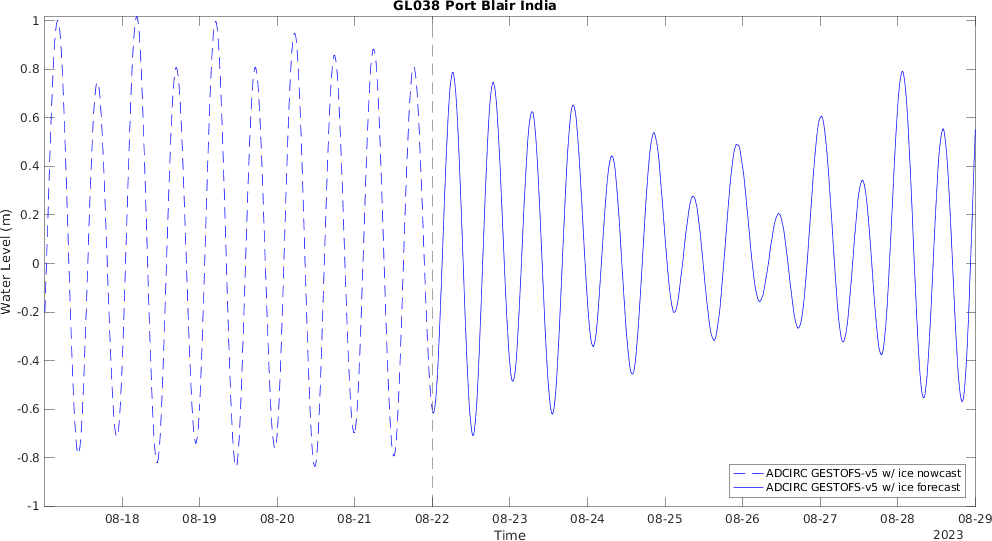 GL038 Port Blair India
Water Level (m)
1
0.8
0.6
0.4
0.2
0
-0.2
-0.4
-0.6
-0.8
-1
ADCIRC GESTOFS-v5 w/ ice nowcast
ADCIRC GESTOFS-v5 w/ ice forecast
08-18 08-19 08-20 08-21 08-22 08-23 08-24 08-25 08-26 08-27 08-28 08-29
Time
2023